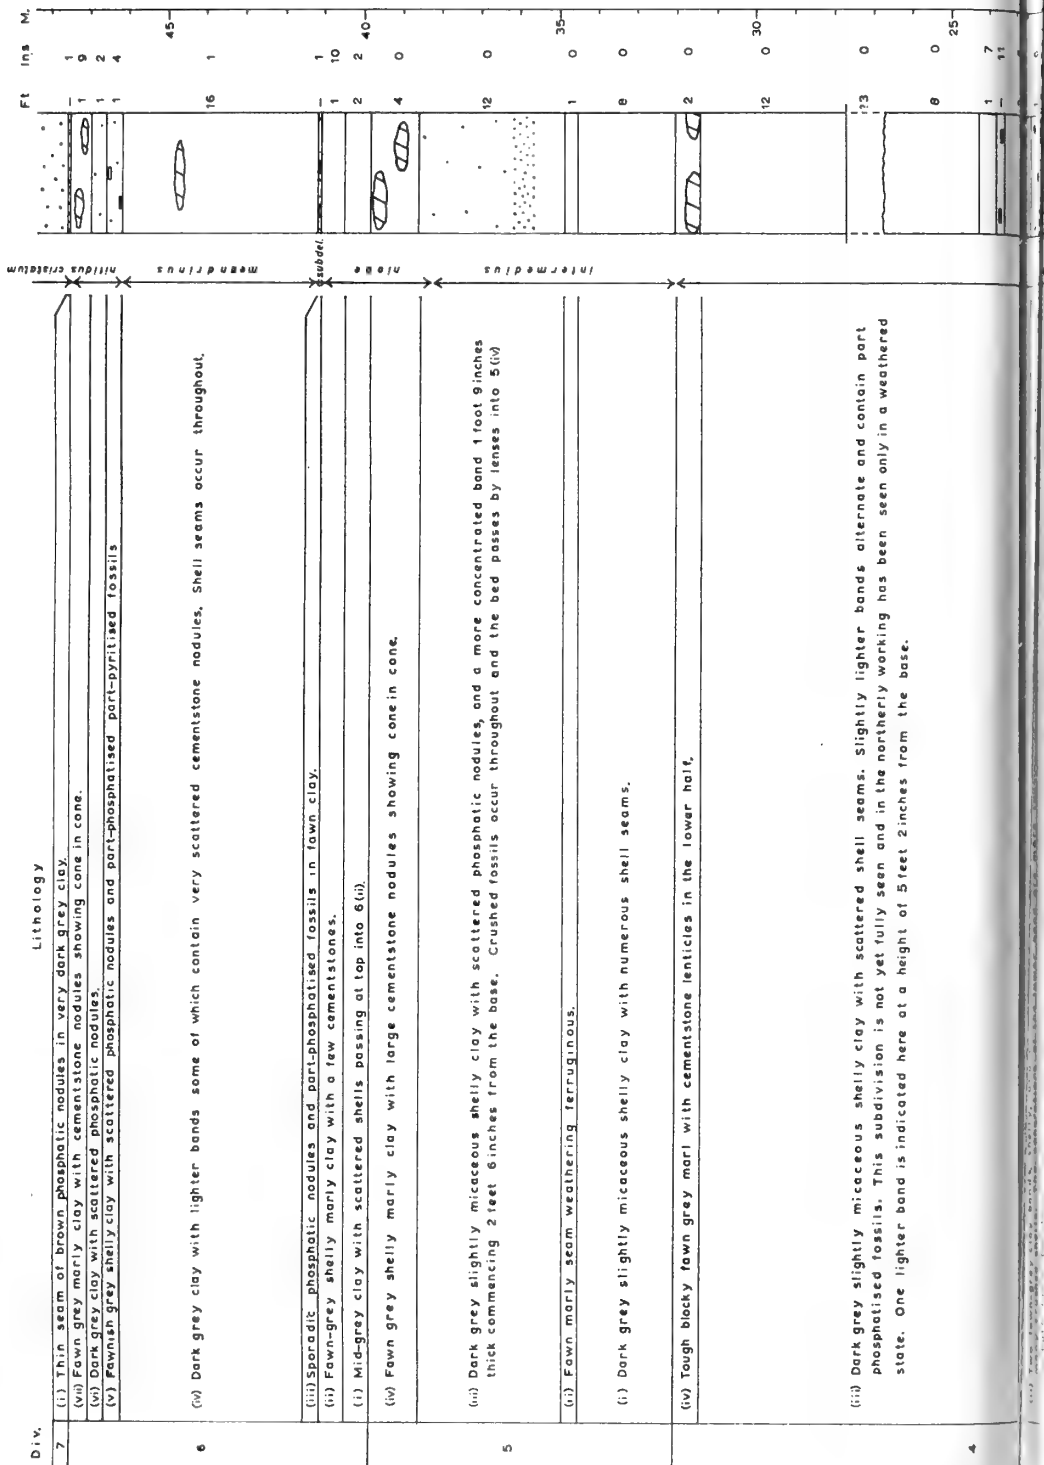 Div.
Lithology
Ft Ins M.
7
(i) Thin seam of brown phosphatic nodules in very dark grey clay.
cristatum
– 1
(vii) Fawn grey marly clay with cementstone nodules showing cone in cone.
1 9
(vi) Dark grey clay with scattered phosphatic nodules.
nitidus
1 2
(v) Fawnish grey shelly clay with scattered phosphatic nodules and part-phosphatised part-pyritised fossils
1 4
6
(iv) Dark grey clay with lighter bands some of which contain very scattered cementstone nodules. Shell seams occur throughout.
meandrinus
16 1
45
(iii) Sporadic phosphatic nodules and part-phosphatised fossils in fawn clay.
subdel.
– 1
(ii) Fawn-grey shelly marly clay with a few cementstones.
1 10
(i) Mid-grey clay with scattered shells passing at top into 6(ii).
niobe
2 2
40
5
(iv) Fawn grey shelly marly clay with large cementstone nodules showing cone in cone.
4 0
(iii) Dark grey slightly micaceous shelly clay with scattered phosphatic nodules, and a more concentrated band 1 foot 9 inches
thick commencing 2 feet 6 inches from the base. Crushed fossils occur throughout and the bed passes by lenses into 5(iv)
intermedius
12 0
35
(ii) Fawn marly seam weathering ferruginous.
1 0
(i) Dark grey slightly micaceous shelly clay with numerous shell seams.
8 0
4
(iv) Tough blocky fawn grey marl with cementstone lenticles in the lower half.
2 0
12 0
30
(iii) Dark grey slightly micaceous shelly clay with scattered shell seams. Slightly lighter bands alternate and contain part
phosphatised fossils. This subdivision is not yet fully seen and in the northerly working has been seen only in a weathered
state. One lighter band is indicated here at a height of 5 feet 2 inches from the base.
?3 0
8 0
25
1 7
– 11